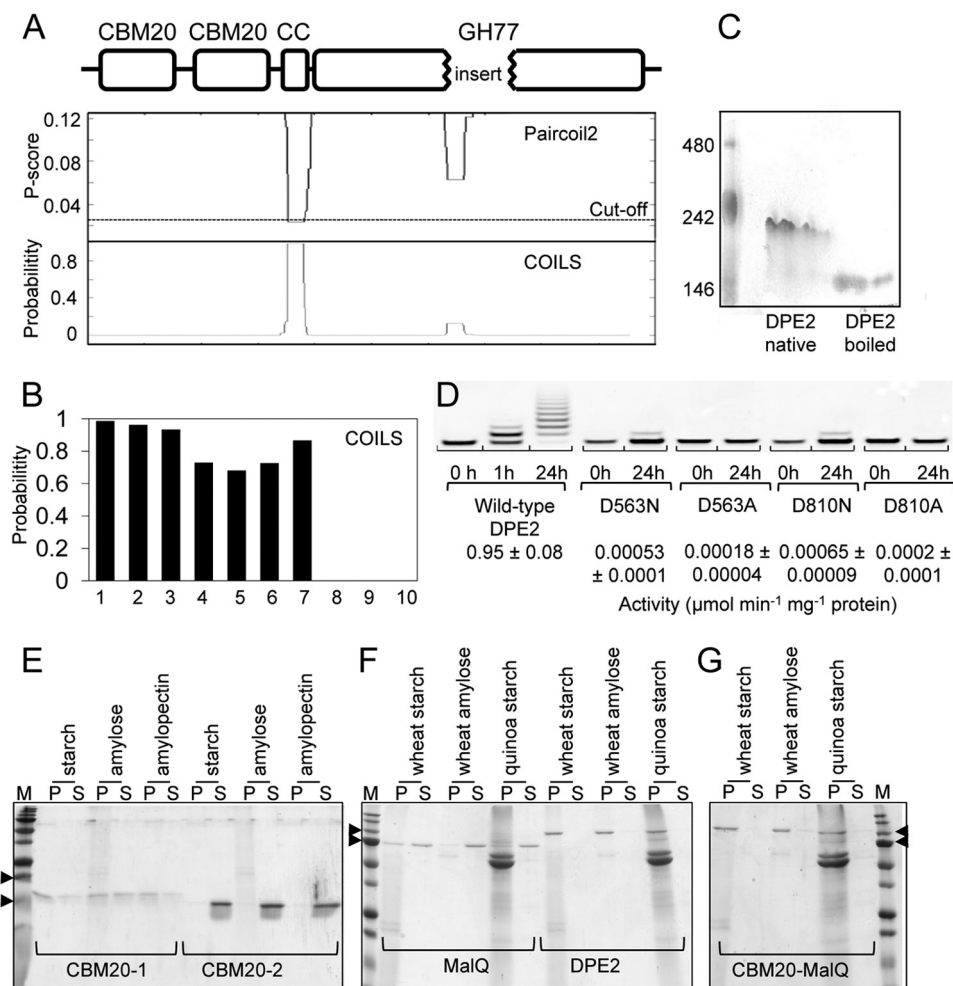 A
CBM20 CBM20 CC GH77
insert
0.12
0.08
0.04
P-score
Paircoil2
Cut-off
0.8
0.4
0
Probabilitity
COILS
B
1
0.8
0.6
0.4
0.2
0
Probabilitity
COILS
1 2 3 4 5 6 7 8 9 10
C
480
242
146
DPE2 native
DPE2 boiled
D
0 h 1h 24h 0h 24h 0h 24h 0h 24h 0h 24h
Wild-type DPE2 D563N D563A D810N D810A
0.95 ± 0.08
0.00053 ± 0.0001
0.00018 ± 0.00004
0.00065 ± 0.00009
0.0002 ± 0.0001
Activity (µmol min-1 mg-1 protein)
E
starch
amylose
amylopectin
starch
amylose
amylopectin
M P S P S P S P S P S P S
CBM20-1 CBM20-2
F
wheat starch
wheat amylose
quinoa starch
wheat starch
wheat amylose
quinoa starch
M P S P S P S P S P S P S
MalQ DPE2
G
wheat starch
wheat amylose
quinoa starch
P S P S P S M
CBM20-MalQ